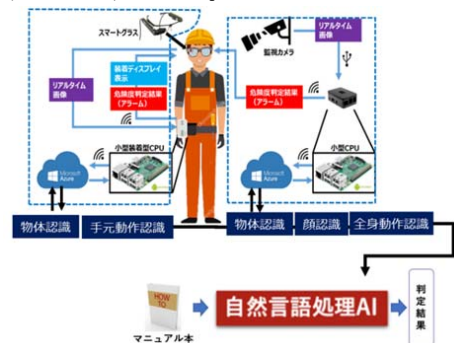 スマートグラス
監視カメラ
リアルタイム
画像
リアルタイム
画像
装着ディスプレイ
表示
危険度判定結果
(アラーム)
危険度判定結果
(アラーム)
小型装着型CPU
小型CPU
Microsoft
Azure
Microsoft
Azure
物体認識
手元動作認識
物体認識
顔認識
全身動作認識
HOW
TO
自然言語処理AI
判定結果
マニュアル本